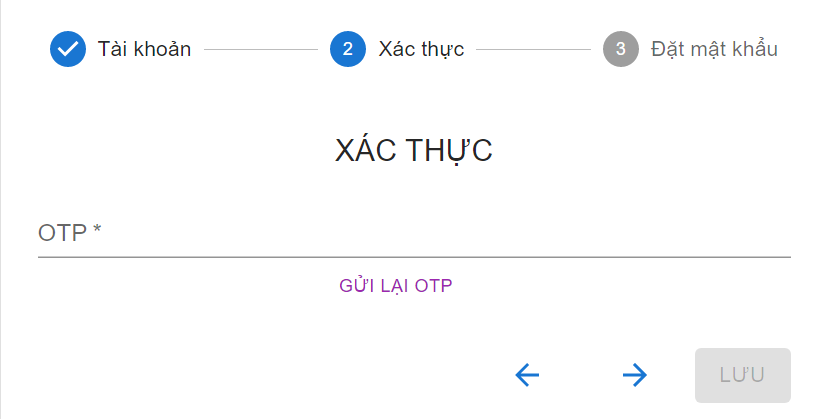 Tài khoản 2 Xác thực 3 Đặt mật khẩu
XÁC THỰC
OTP *
GỬI LẠI OTP
LƯU